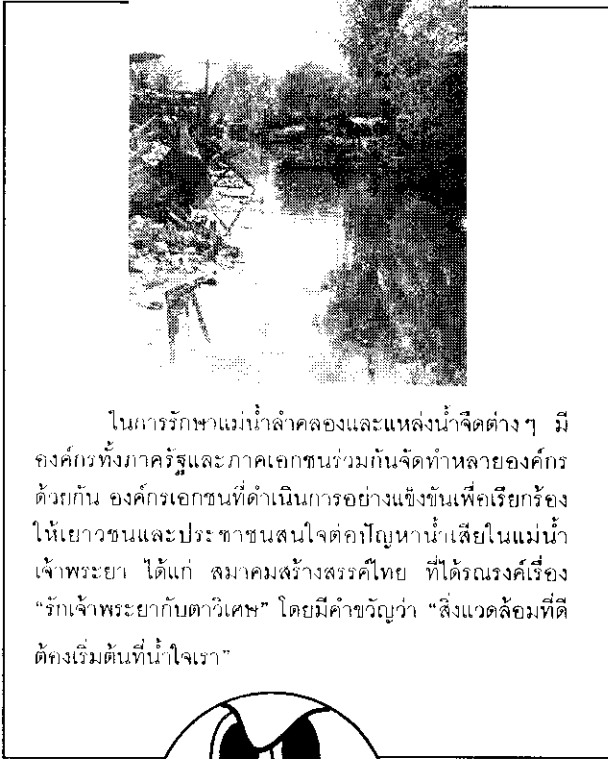 ในการรักษาแม่น้ำลำคลองและแหล่งน้ำจืดต่าง ๆ มี
องค์กรทั้งภาครัฐและภาคเอกชนร่วมกันจัดทำหลายองค์กร
ด้วยกัน องค์กรเอกชนที่ดำเนินการอย่างแข็งขันเพื่อเรียกร้อง
ให้เยาวชนและประชาชนสนใจต่อปัญหาน้ำเสียในแม่น้ำ
เจ้าพระยา ได้แก่ สมาคมสร้างสรรค์ไทย ที่ได้รณรงค์เรื่อง
“รักเจ้าพระยากับตาวิเศษ” โดยมีคำขวัญว่า “สิ่งแวดล้อมที่ดี
ต้องเริ่มต้นที่น้ำใจเรา”